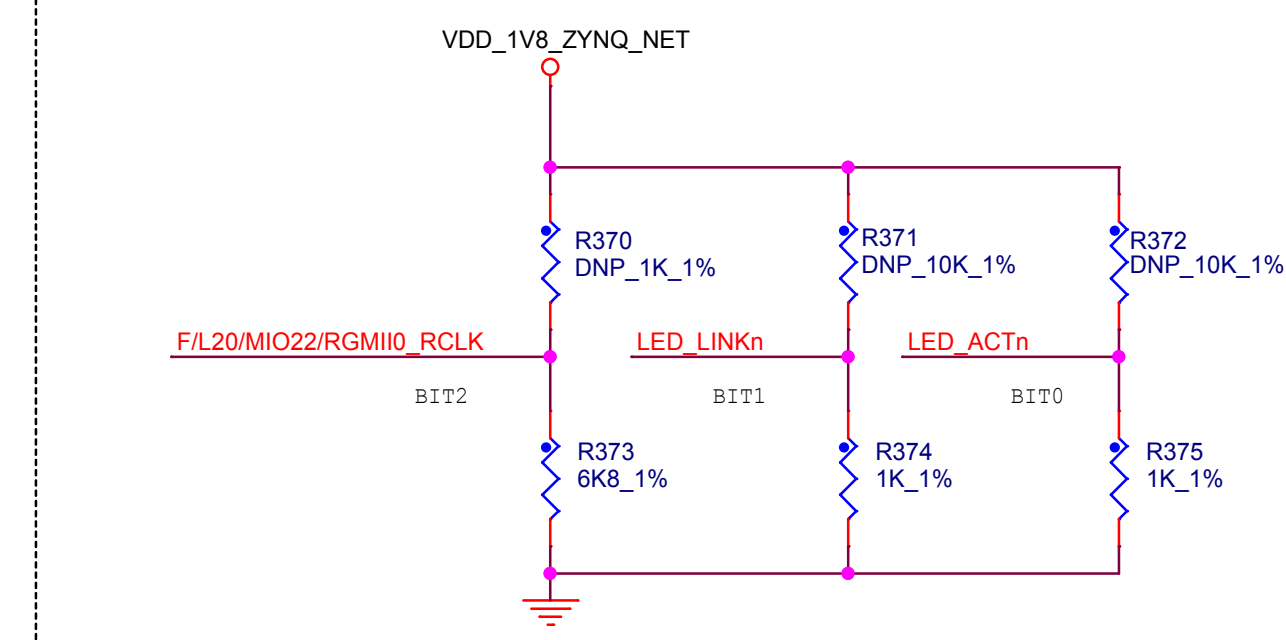 VDD_1V8_ZYNQ_NET
R370
DNP_1K_1%
R371
DNP_10K_1%
R372
DNP_10K_1%
F/L20/MIO22/RGMII0_RCLK
LED_LINKn
LED_ACTn
BIT2
BIT1
BIT0
R373
6K8_1%
R374
1K_1%
R375
1K_1%